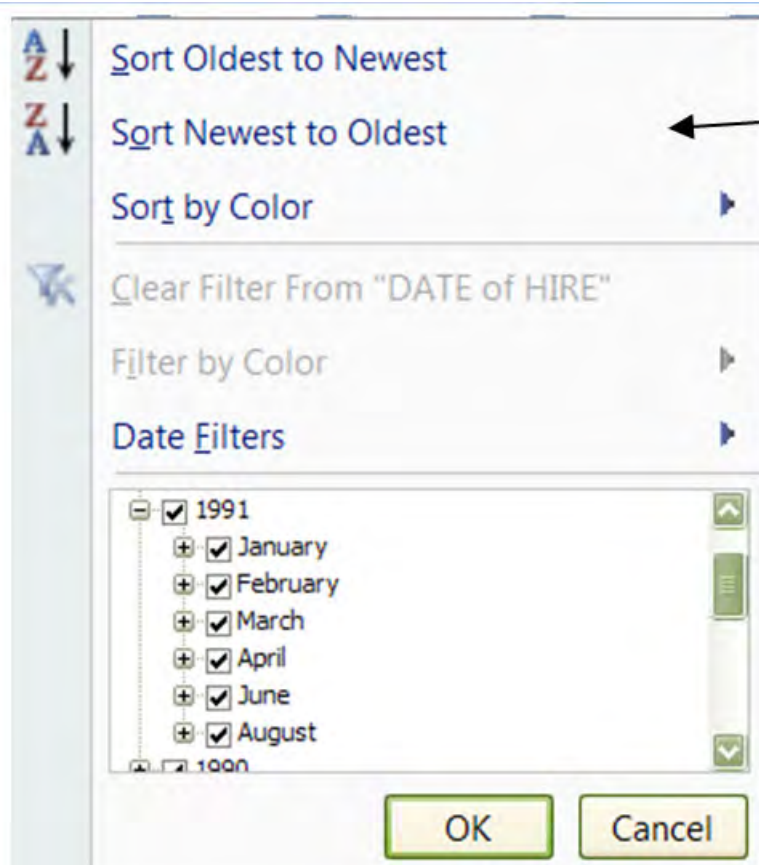 A
Z
Sort Oldest to Newest
Z
A
Sort Newest to Oldest
Sort by Color
Clear Filter From "DATE of HIRE"
Filter by Color
Date Filters
1991
January
February
March
April
June
August
1990
OK
Cancel